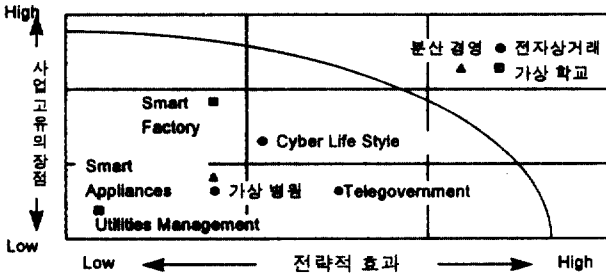 High
분산 경영 전자상거래
가상 학교
Smart
Factory
Cyber Life Style
Smart
Appliances 가상 병원 Telegovernment
Utilities Management
사업고유의장점
Low
Low 전략적 효과 High